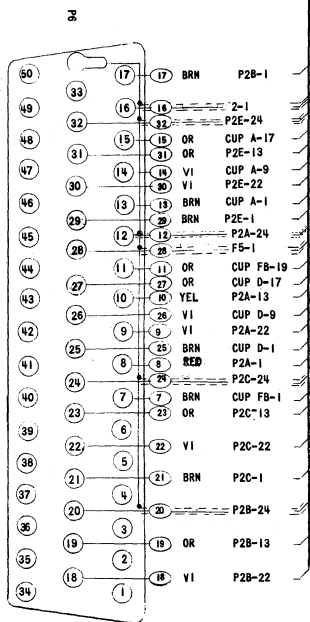 P6
50 17 17 BRN P2B-1
33
49 16 16 2-1
32 32 P2E-24
48 15 15 OR CUP A-17
31 31 OR P2E-13
47 14 14 VI CUP A-9
30 30 VI P2E-22
46 13 13 BRN CUP A-1
29 29 BRN P2E-1
45 12 12 P2A-24
28 28 F5-1
44 11 11 OR CUP FB-19
27 27 OR CUP D-17
43 10 10 YEL P2A-13
26 26 VI CUP D-9
42 9 9 VI P2A-22
25 25 BRN CUP D-1
41 8 8 RED P2A-1
24 24 P2C-24
40 7 7 BRN CUP FB-1
23 23 OR P2C-13
39 6
22 22 VI P2C-22
38 5
21 21 BRN P2C-1
37 4
20 20 P2B-24
36 3
19 19 OR P2B-13
35 2
18 18 VI P2B-22
34 1